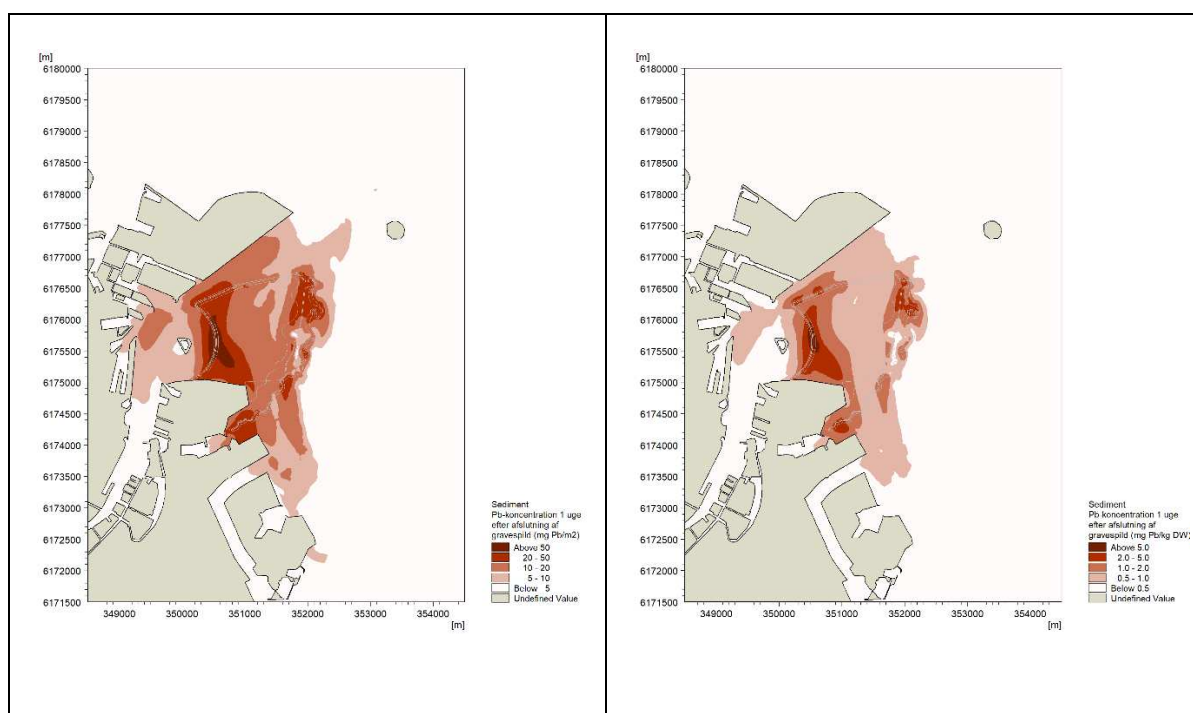 [m]
6180000
6179500
6179000
6178500
6178000
6177500
6177000
6176500
6176000
6175500
6175000
6174500
6174000
6173500
6173000
6172500
6172000
6171500
349000 350000 351000 352000 353000 354000
[m]
Sediment
Pb-koncentration 1 uge
efter afslutning af
gravespild (mg Pb/m2)
Above 50
20 - 50
10 - 20
5 - 10
Below 5
Undefined Value
[m]
6180000
6179500
6179000
6178500
6178000
6177500
6177000
6176500
6176000
6175500
6175000
6174500
6174000
6173500
6173000
6172500
6172000
6171500
349000 350000 351000 352000 353000 354000
[m]
Sediment
Pb koncentration 1 uge
efter afslutning af
gravespild (mg Pb/kg DW)
Above 5.0
2.0 - 5.0
1.0 - 2.0
0.5 - 1.0
Below 0.5
Undefined Value